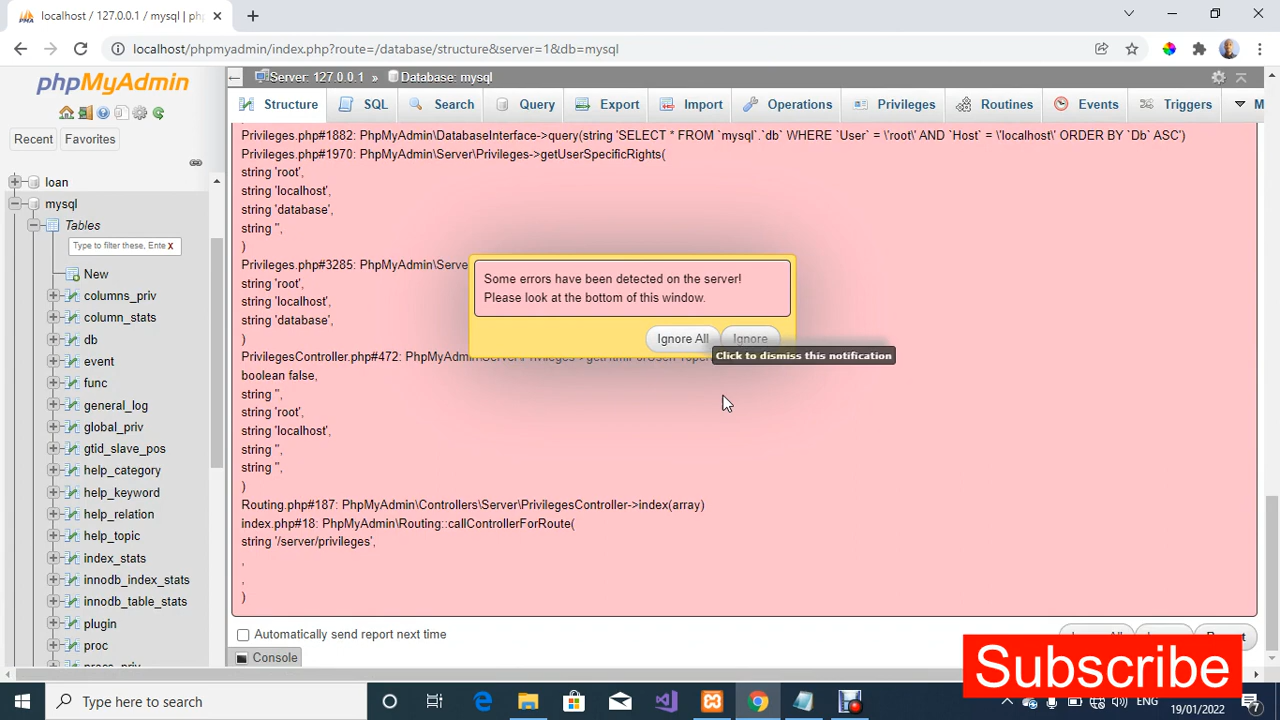 localhost / 127.0.0.1 / mysql | php
localhost/phpmyadmin/index.php?route=/database/structure&server=1&db=mysql
phpMyAdmin
Server: 127.0.0.1 » Database: mysql
Structure SQL Search Query Export Import Operations Privileges Routines Events Triggers M
Recent Favorites
loan
mysql
Tables
Type to filter these, Ente X
New
columns_priv
column_stats
db
event
func
general_log
global_priv
gtid_slave_pos
help_category
help_keyword
help_relation
help_topic
index_stats
innodb_index_stats
innodb_table_stats
plugin
proc
Privileges.php#1882: PhpMyAdmin\DatabaseInterface->query(string 'SELECT * FROM `mysql`.`db` WHERE `User` = \'root\' AND `Host` = \'localhost\' ORDER BY `Db` ASC')
Privileges.php#1970: PhpMyAdmin\Server\Privileges->getUserSpecificRights(
string 'root',
string 'localhost',
string 'database',
string '',
)
Privileges.php#3285: PhpMyAdmin\Serve
string 'root',
string 'localhost',
string 'database',
)
PrivilegesController.php#472:
boolean false,
string '',
string 'root',
string 'localhost',
string '',
string '',
)
Routing.php#187: PhpMyAdmin\Controllers\Server\PrivilegesController->index(array)
index.php#18: PhpMyAdmin\Routing::callControllerForRoute(
string '/server/privileges',
,
,
)
Some errors have been detected on the server!
Please look at the bottom of this window.
Ignore All Ignore
Click to dismiss this notification
Automatically send report next time
Console
Subscribe
Type here to search
ENG
19/01/2022
7